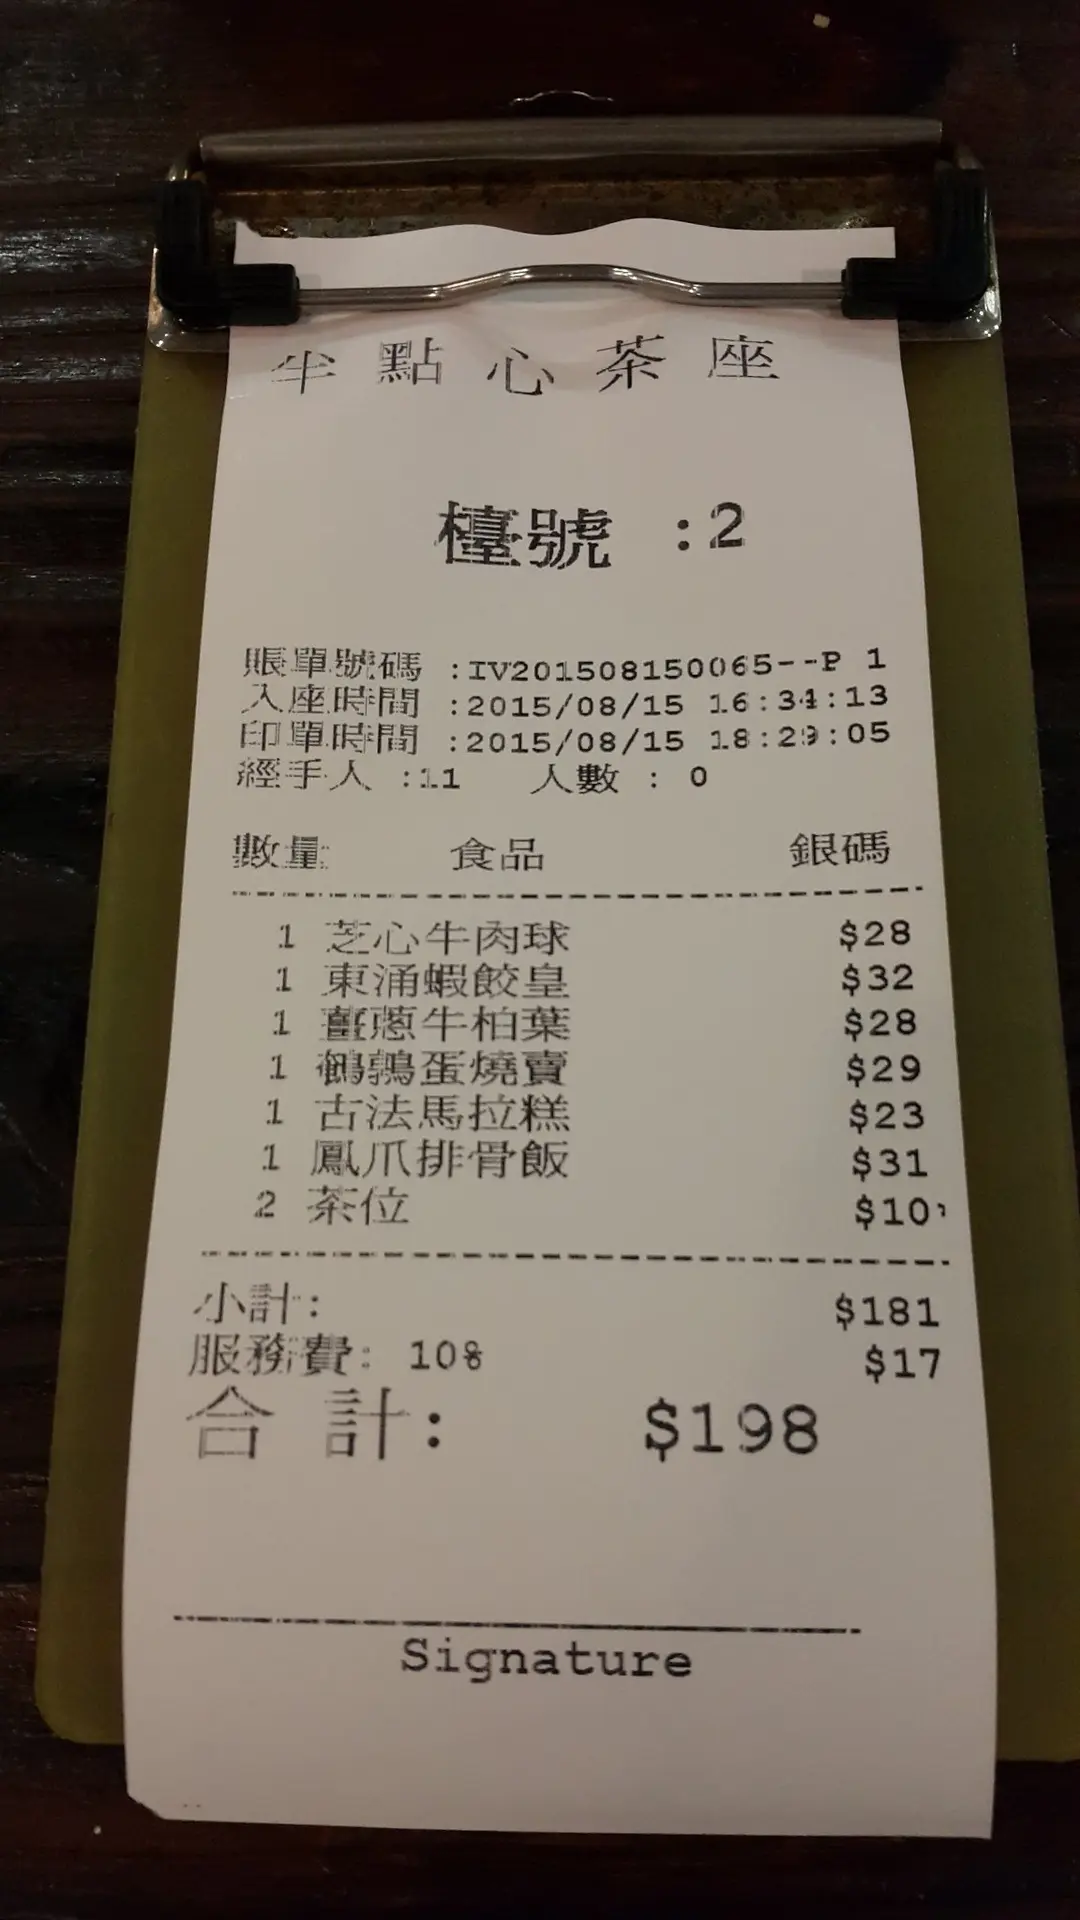 半點心茶座
檯號 :2
賬單號碼 :IV201508150065--P 1
入座時間 :2015/08/15 16:34:13
印單時間 :2015/08/15 18:29:05
經手人 :11 人數 : 0
數量 食品 銀碼
1 芝心牛肉球 $28
1 東涌蝦餃皇 $32
1 薑蔥牛柏葉 $28
1 鵪鶉蛋燒賣 $29
1 古法馬拉糕 $23
1 鳳爪排骨飯 $31
2 茶位 $10
小計: $181
服務費: 10% $17
合計: $198
Signature